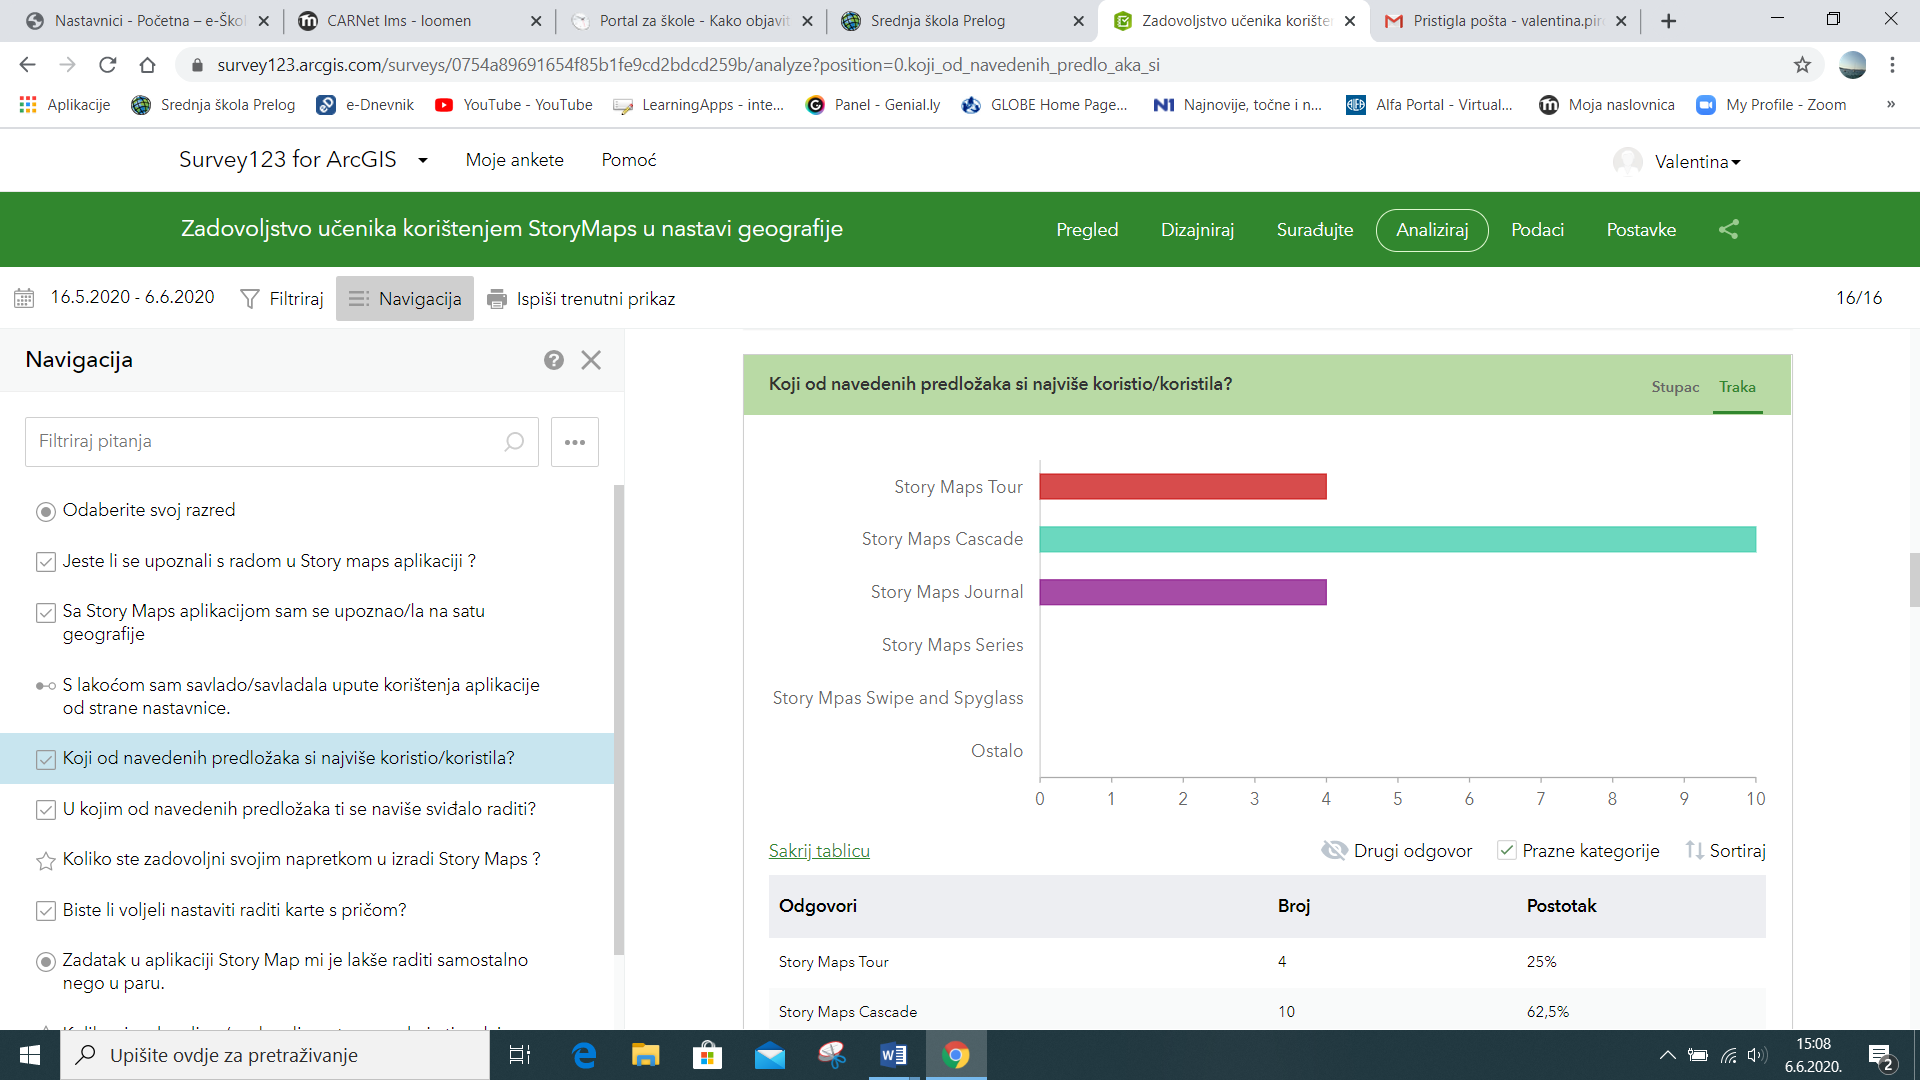 Nastavnici - Početna – e-Škol
CARNet lms - loomen
Portal za škole - Kako objavit
Srednja škola Prelog
Zadovoljstvo učenika korište
Pristigla pošta - valentina.pir
survey123.arcgis.com/surveys/0754a89691654f85b1fe9cd2bdcd259b/analyze?position=0.koji_od_navedenih_predlo_aka_si
Aplikacije
Srednja škola Prelog
e-Dnevnik
YouTube - YouTube
LearningApps - inte...
Panel - Genial.ly
GLOBE Home Page...
N1 Najnovije, točne i n...
Alfa Portal - Virtual...
Moja naslovnica
My Profile - Zoom
»
Survey123 for ArcGIS
Moje ankete
Pomoć
Valentina
Zadovoljstvo učenika korištenjem StoryMaps u nastavi geografije
Pregled
Dizajniraj
Surađujte
Analiziraj
Podaci
Postavke
16.5.2020 - 6.6.2020
Filtriraj
Navigacija
Ispiši trenutni prikaz
16/16
Navigacija
Filtriraj pitanja
Odaberite svoj razred
Jeste li se upoznali s radom u Story maps aplikaciji ?
Sa Story Maps aplikacijom sam se upoznao/la na satu
geografije
S lakoćom sam savlado/savladala upute korištenja aplikacije
od strane nastavnice.
Koji od navedenih predložaka si najviše koristio/koristila?
U kojim od navedenih predložaka ti se naviše sviđalo raditi?
Koliko ste zadovoljni svojim napretkom u izradi Story Maps ?
Biste li voljeli nastaviti raditi karte s pričom?
Zadatak u aplikaciji Story Map mi je lakše raditi samostalno
nego u paru.
Koji od navedenih predložaka si najviše koristio/koristila?
Stupac
Traka
Story Maps Tour
Story Maps Cascade
Story Maps Journal
Story Maps Series
Story Mpas Swipe and Spyglass
Ostalo
0 1 2 3 4 5 6 7 8 9 10
Sakrij tablicu
Drugi odgovor
Prazne kategorije
Sortiraj
Odgovori Broj Postotak
Story Maps Tour 4 25%
Story Maps Cascade 10 62,5%
Upišite ovdje za pretraživanje
15:08
6.6.2020.
2